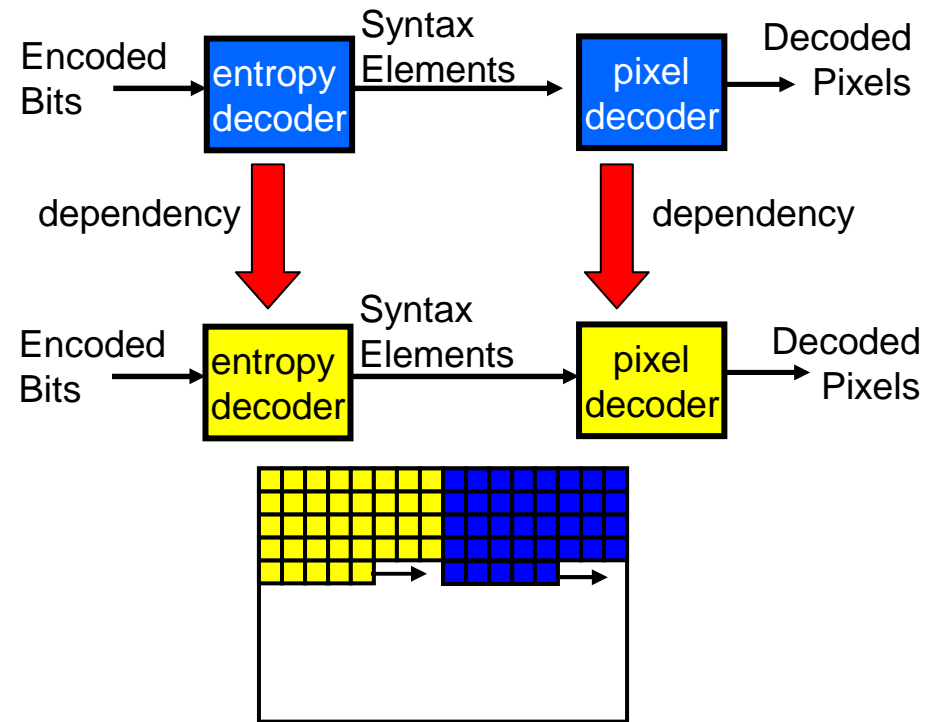 Encoded
Bits
entropy
decoder
Syntax
Elements
pixel
decoder
Decoded
Pixels
dependency
dependency
Encoded
Bits
entropy
decoder
Syntax
Elements
pixel
decoder
Decoded
Pixels